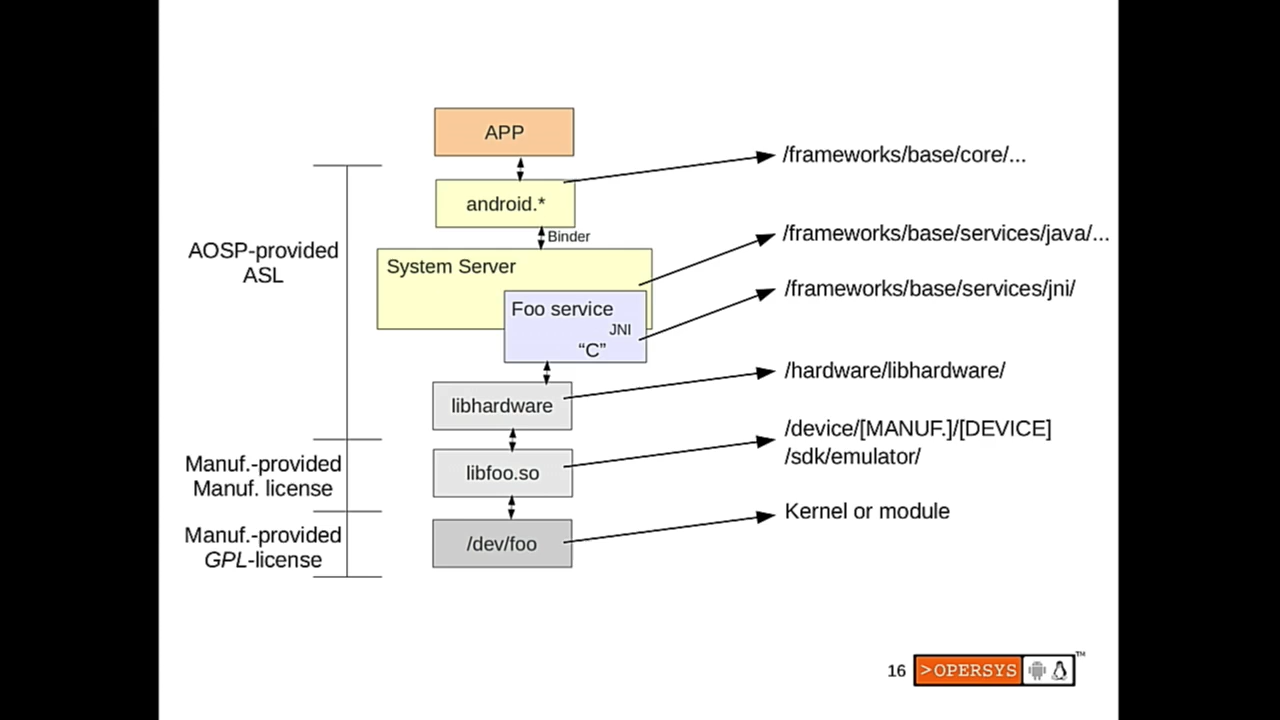 APP
/frameworks/base/core/...
android.*
Binder
/frameworks/base/services/java/...
AOSP-provided
ASL
System Server
/frameworks/base/services/jni/
Foo service
JNI
“C”
/hardware/libhardware/
libhardware
/device/[MANUF.]/[DEVICE]
/sdk/emulator/
Manuf.-provided
Manuf. license
libfoo.so
Kernel or module
Manuf.-provided
GPL-license
/dev/foo
16
>OPERSYS
TM